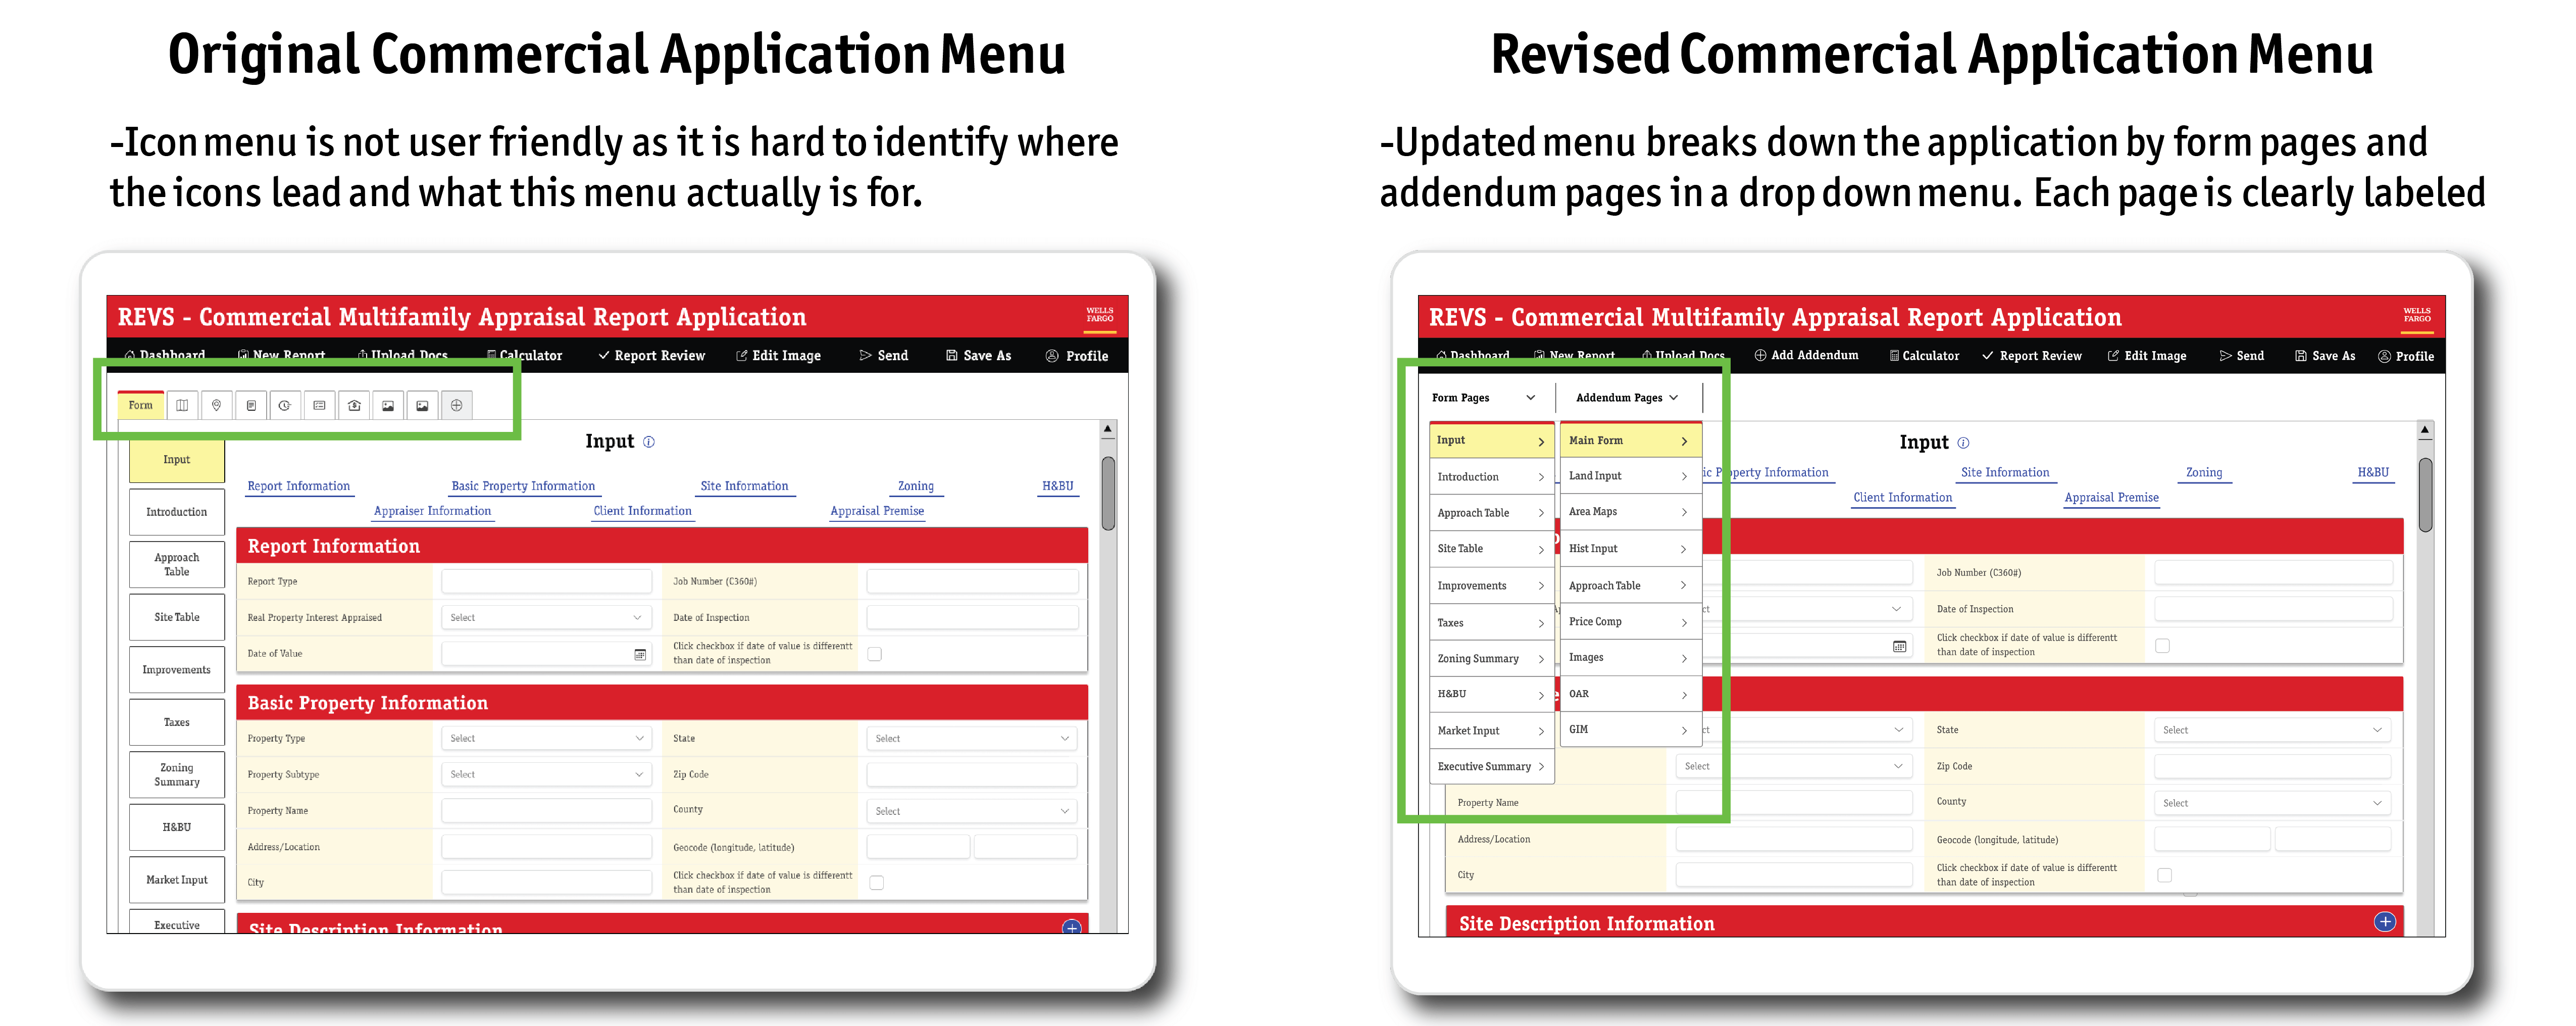 Original Commercial Application Menu
-Icon menu is not user friendly as it is hard to identify where
the icons lead and what this menu actually is for.
REVS - Commercial Multifamily Appraisal Report Application
WELLS
FARGO
Dashboard New Report Upload Docs Calculator Report Review Edit Image Send Save As Profile
Form
Input
Introduction
Approach
Table
Site Table
Improvements
Taxes
Zoning
Summary
H&BU
Market Input
Executive
Input
Report Information Basic Property Information Site Information Zoning H&BU
Appraiser Information Client Information Appraisal Premise
Report Information
Report Type Job Number (C360#)
Real Property Interest Appraised Select Date of Inspection
Date of Value Click checkbox if date of value is differentt
than date of inspection
Basic Property Information
Property Type Select State Select
Property Subtype Select Zip Code
Property Name County Select
Address/Location Geocode (longitude, latitude)
City Click checkbox if date of value is differentt
than date of inspection
Site Description Information
Revised Commercial Application Menu
-Updated menu breaks down the application by form pages and
addendum pages in a drop down menu. Each page is clearly labeled
REVS - Commercial Multifamily Appraisal Report Application
WELLS
FARGO
Dashboard New Report Upload Docs Add Addendum Calculator Report Review Edit Image Send Save As Profile
Form Pages Addendum Pages
Input
Introduction
Approach Table
Site Table
Improvements
Taxes
Zoning Summary
H&BU
Market Input
Executive Summary
Main Form
Land Input
Area Maps
Hist Input
Approach Table
Price Comp
Images
OAR
GIM
Input
ic Property Information Site Information Zoning H&BU
Client Information Appraisal Premise
Job Number (C360#)
ct Date of Inspection
Click checkbox if date of value is differentt
than date of inspection
ct State Select
Select Zip Code
Property Name County Select
Address/Location Geocode (longitude, latitude)
City Click checkbox if date of value is differentt
than date of inspection
Site Description Information